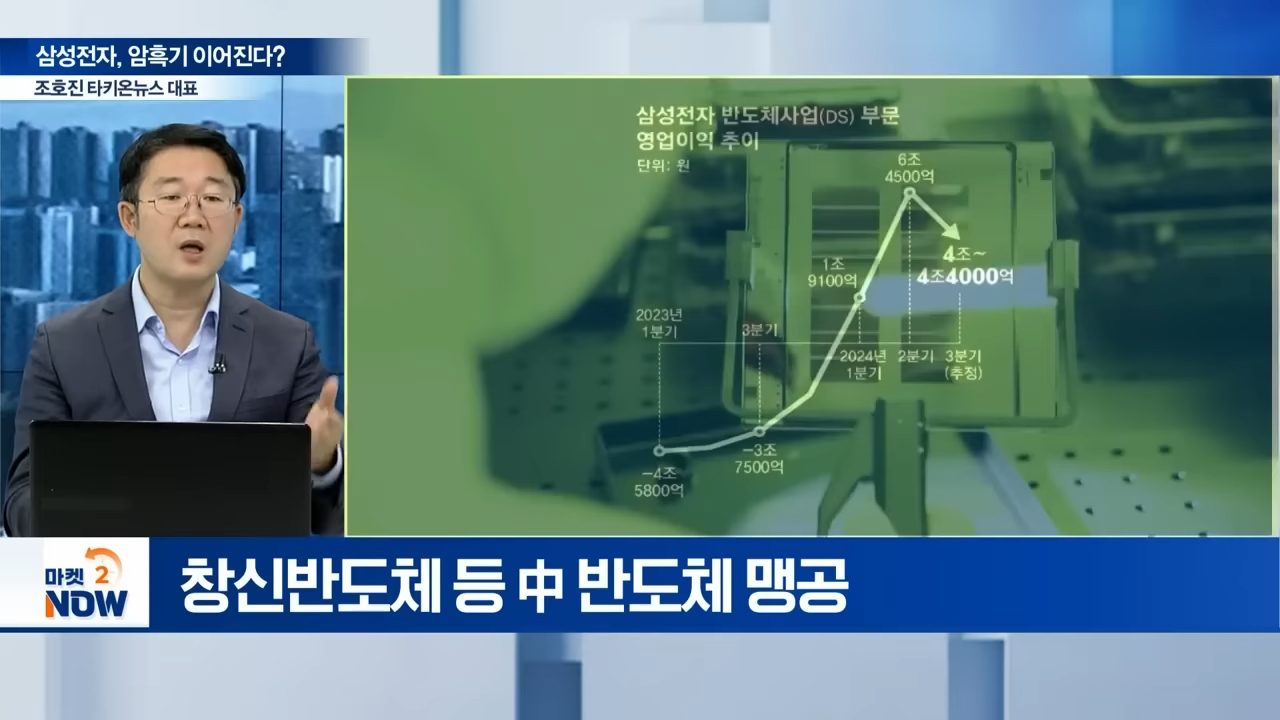 삼성전자, 암흑기 이어진다?
조호진 타키온뉴스 대표
삼성전자 반도체사업(DS) 부문
영업이익 추이
단위: 원
6조
4500억
4조~
4조4000억
1조
9100억
2023년
1분기
3분기
2024년
1분기
2분기
3분기
(추정)
-3조
7500억
-4조
5800억
마켓 2
NOW
창신반도체 등 中 반도체 맹공